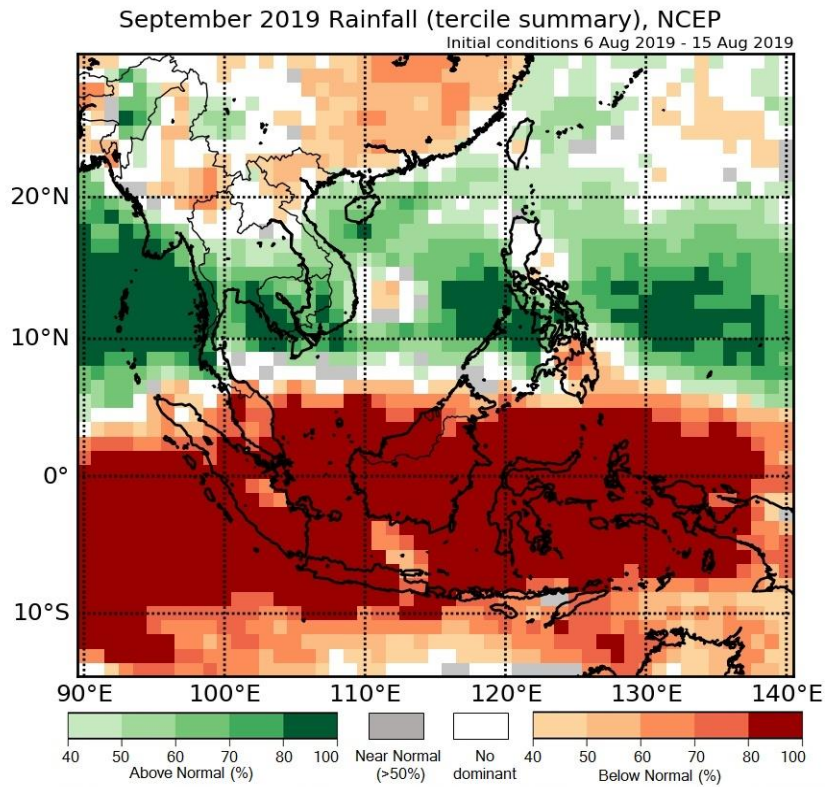 September 2019 Rainfall (tercile summary), NCEP
Initial conditions 6 Aug 2019 - 15 Aug 2019
20°N
10°N
0°
10°S
90°E 100°E 110°E 120°E 130°E 140°E
40 50 60 70 80 100
Above Normal (%)
Near Normal
(>50%)
No
dominant
40 50 60 70 80 100
Below Normal (%)